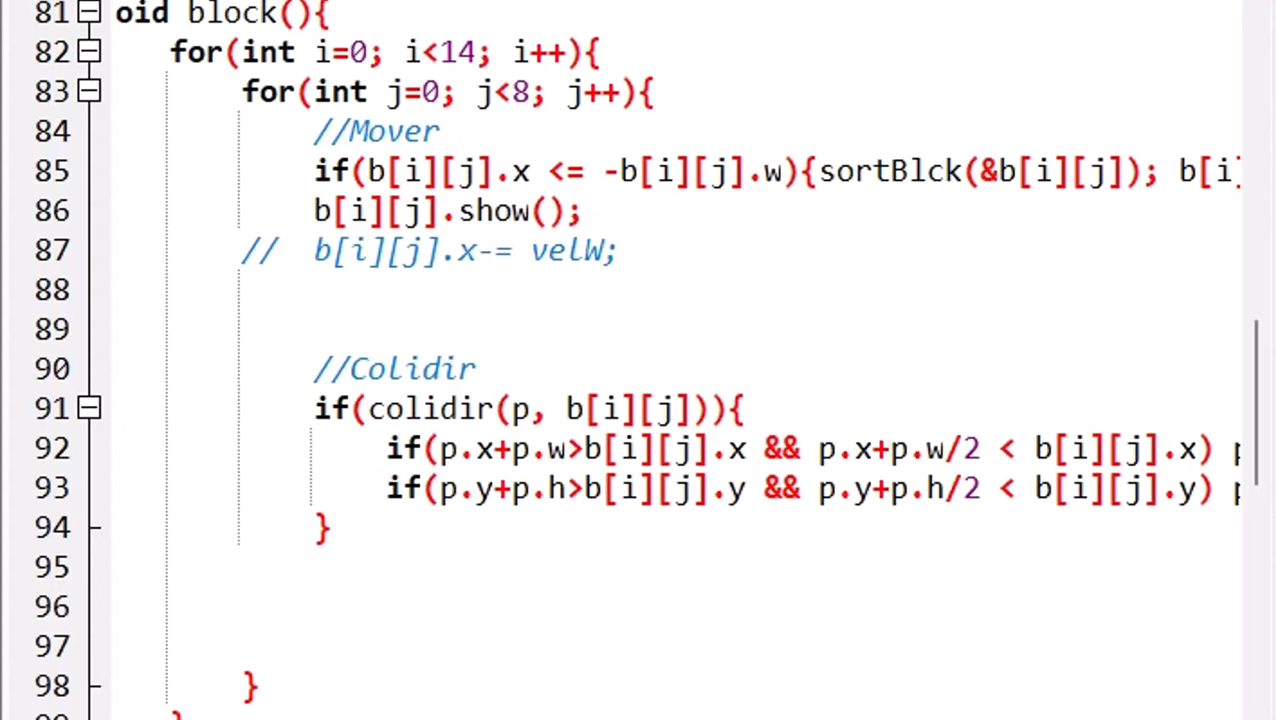 81 oid block(){
82 for(int i=0; i<14; i++){
83 for(int j=0; j<8; j++){
84 //Mover
85 if(b[i][j].x <= -b[i][j].w){sortBlck(&b[i][j]); b[i]
86 b[i][j].show();
87 // b[i][j].x-= velW;
88
89
90 //Colidir
91 if(colidir(p, b[i][j])){
92 if(p.x+p.w>b[i][j].x && p.x+p.w/2 < b[i][j].x)
93 if(p.y+p.h>b[i][j].y && p.y+p.h/2 < b[i][j].y)
94 }
95
96
97
98 }